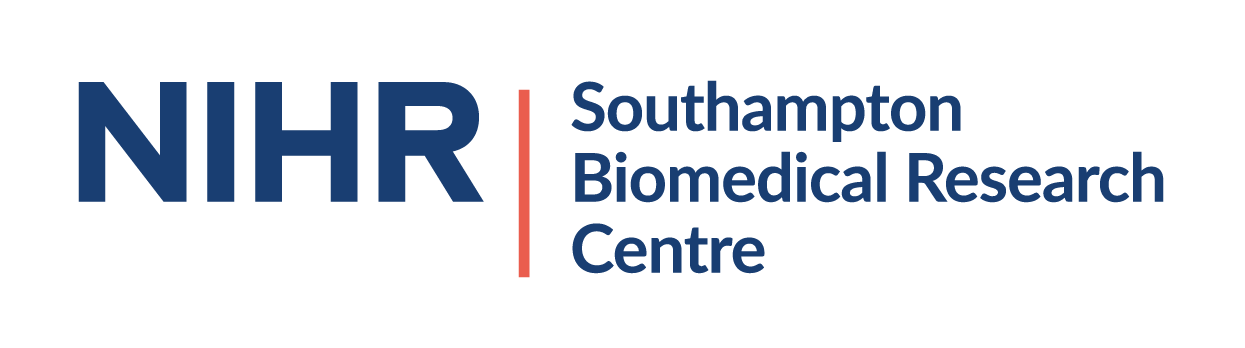 NIHR
Southampton
Biomedical Research
Centre